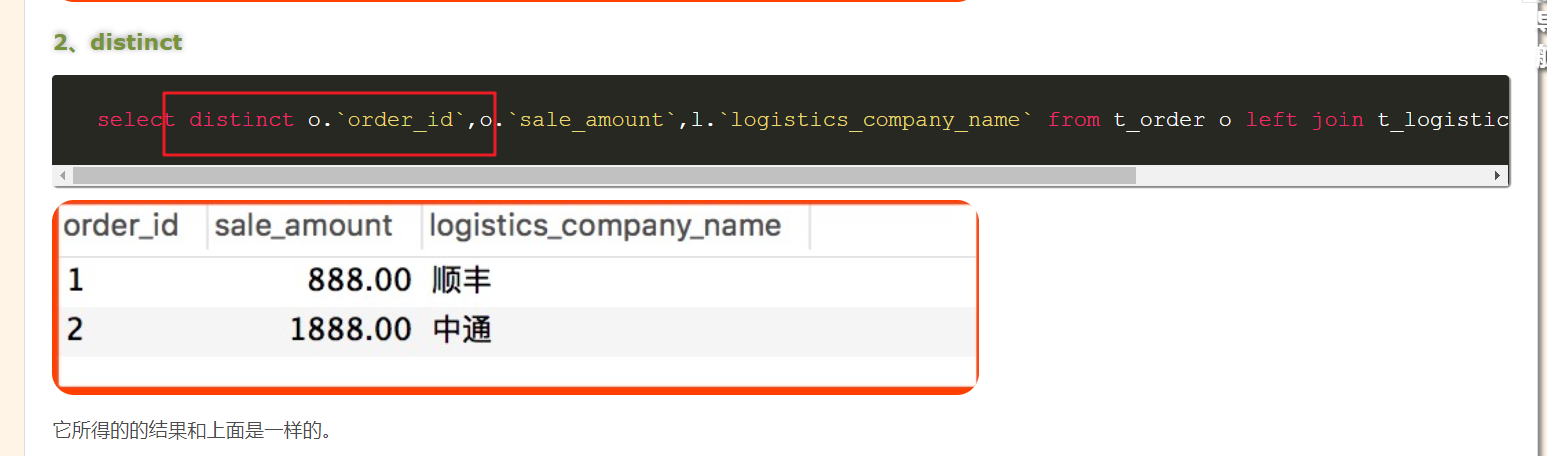 2、distinct
select distinct o.`order_id`,o.`sale_amount`,l.`logistics_company_name` from t_order o left join t_logistic
order_id sale_amount logistics_company_name
1 888.00 顺丰
2 1888.00 中通
它所得的的结果和上面是一样的。